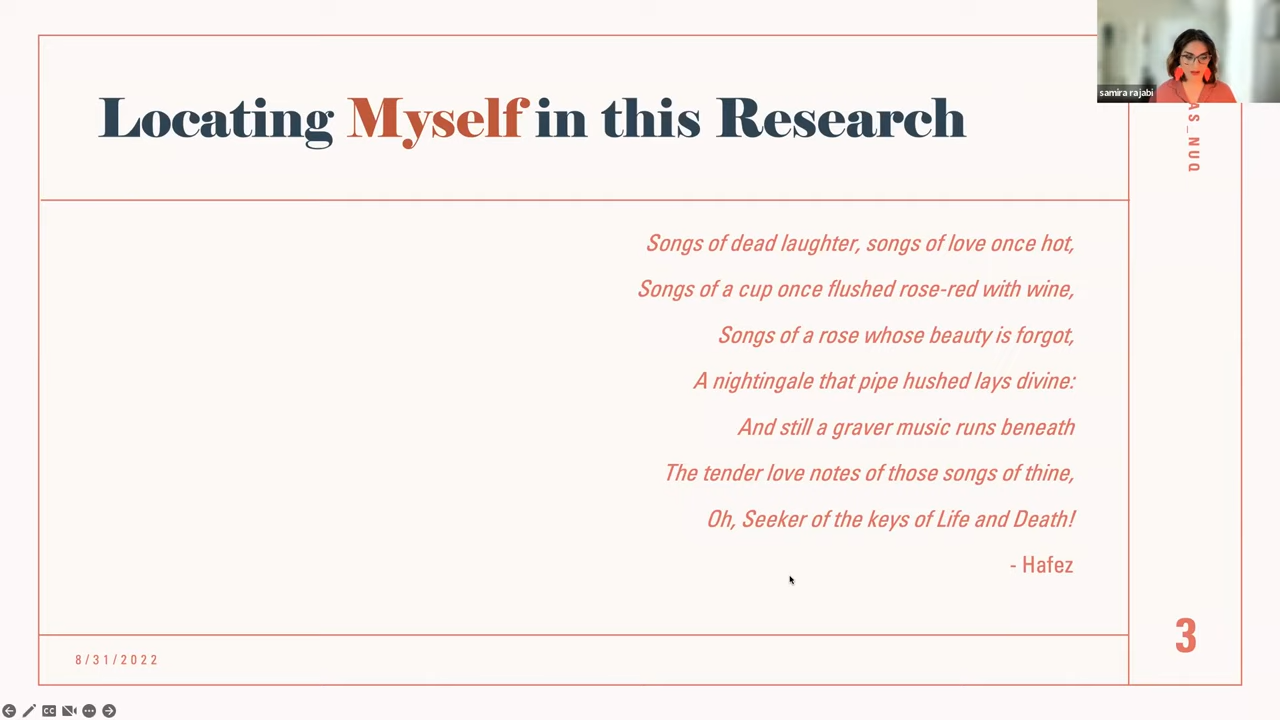 samira rajabi
Locating Myself in this Research
AS_NUQ
Songs of dead laughter, songs of love once hot,
Songs of a cup once flushed rose-red with wine,
Songs of a rose whose beauty is forgot,
A nightingale that pipe hushed lays divine:
And still a graver music runs beneath
The tender love notes of those songs of thine,
Oh, Seeker of the keys of Life and Death!
- Hafez
3
8/31/2022
CC